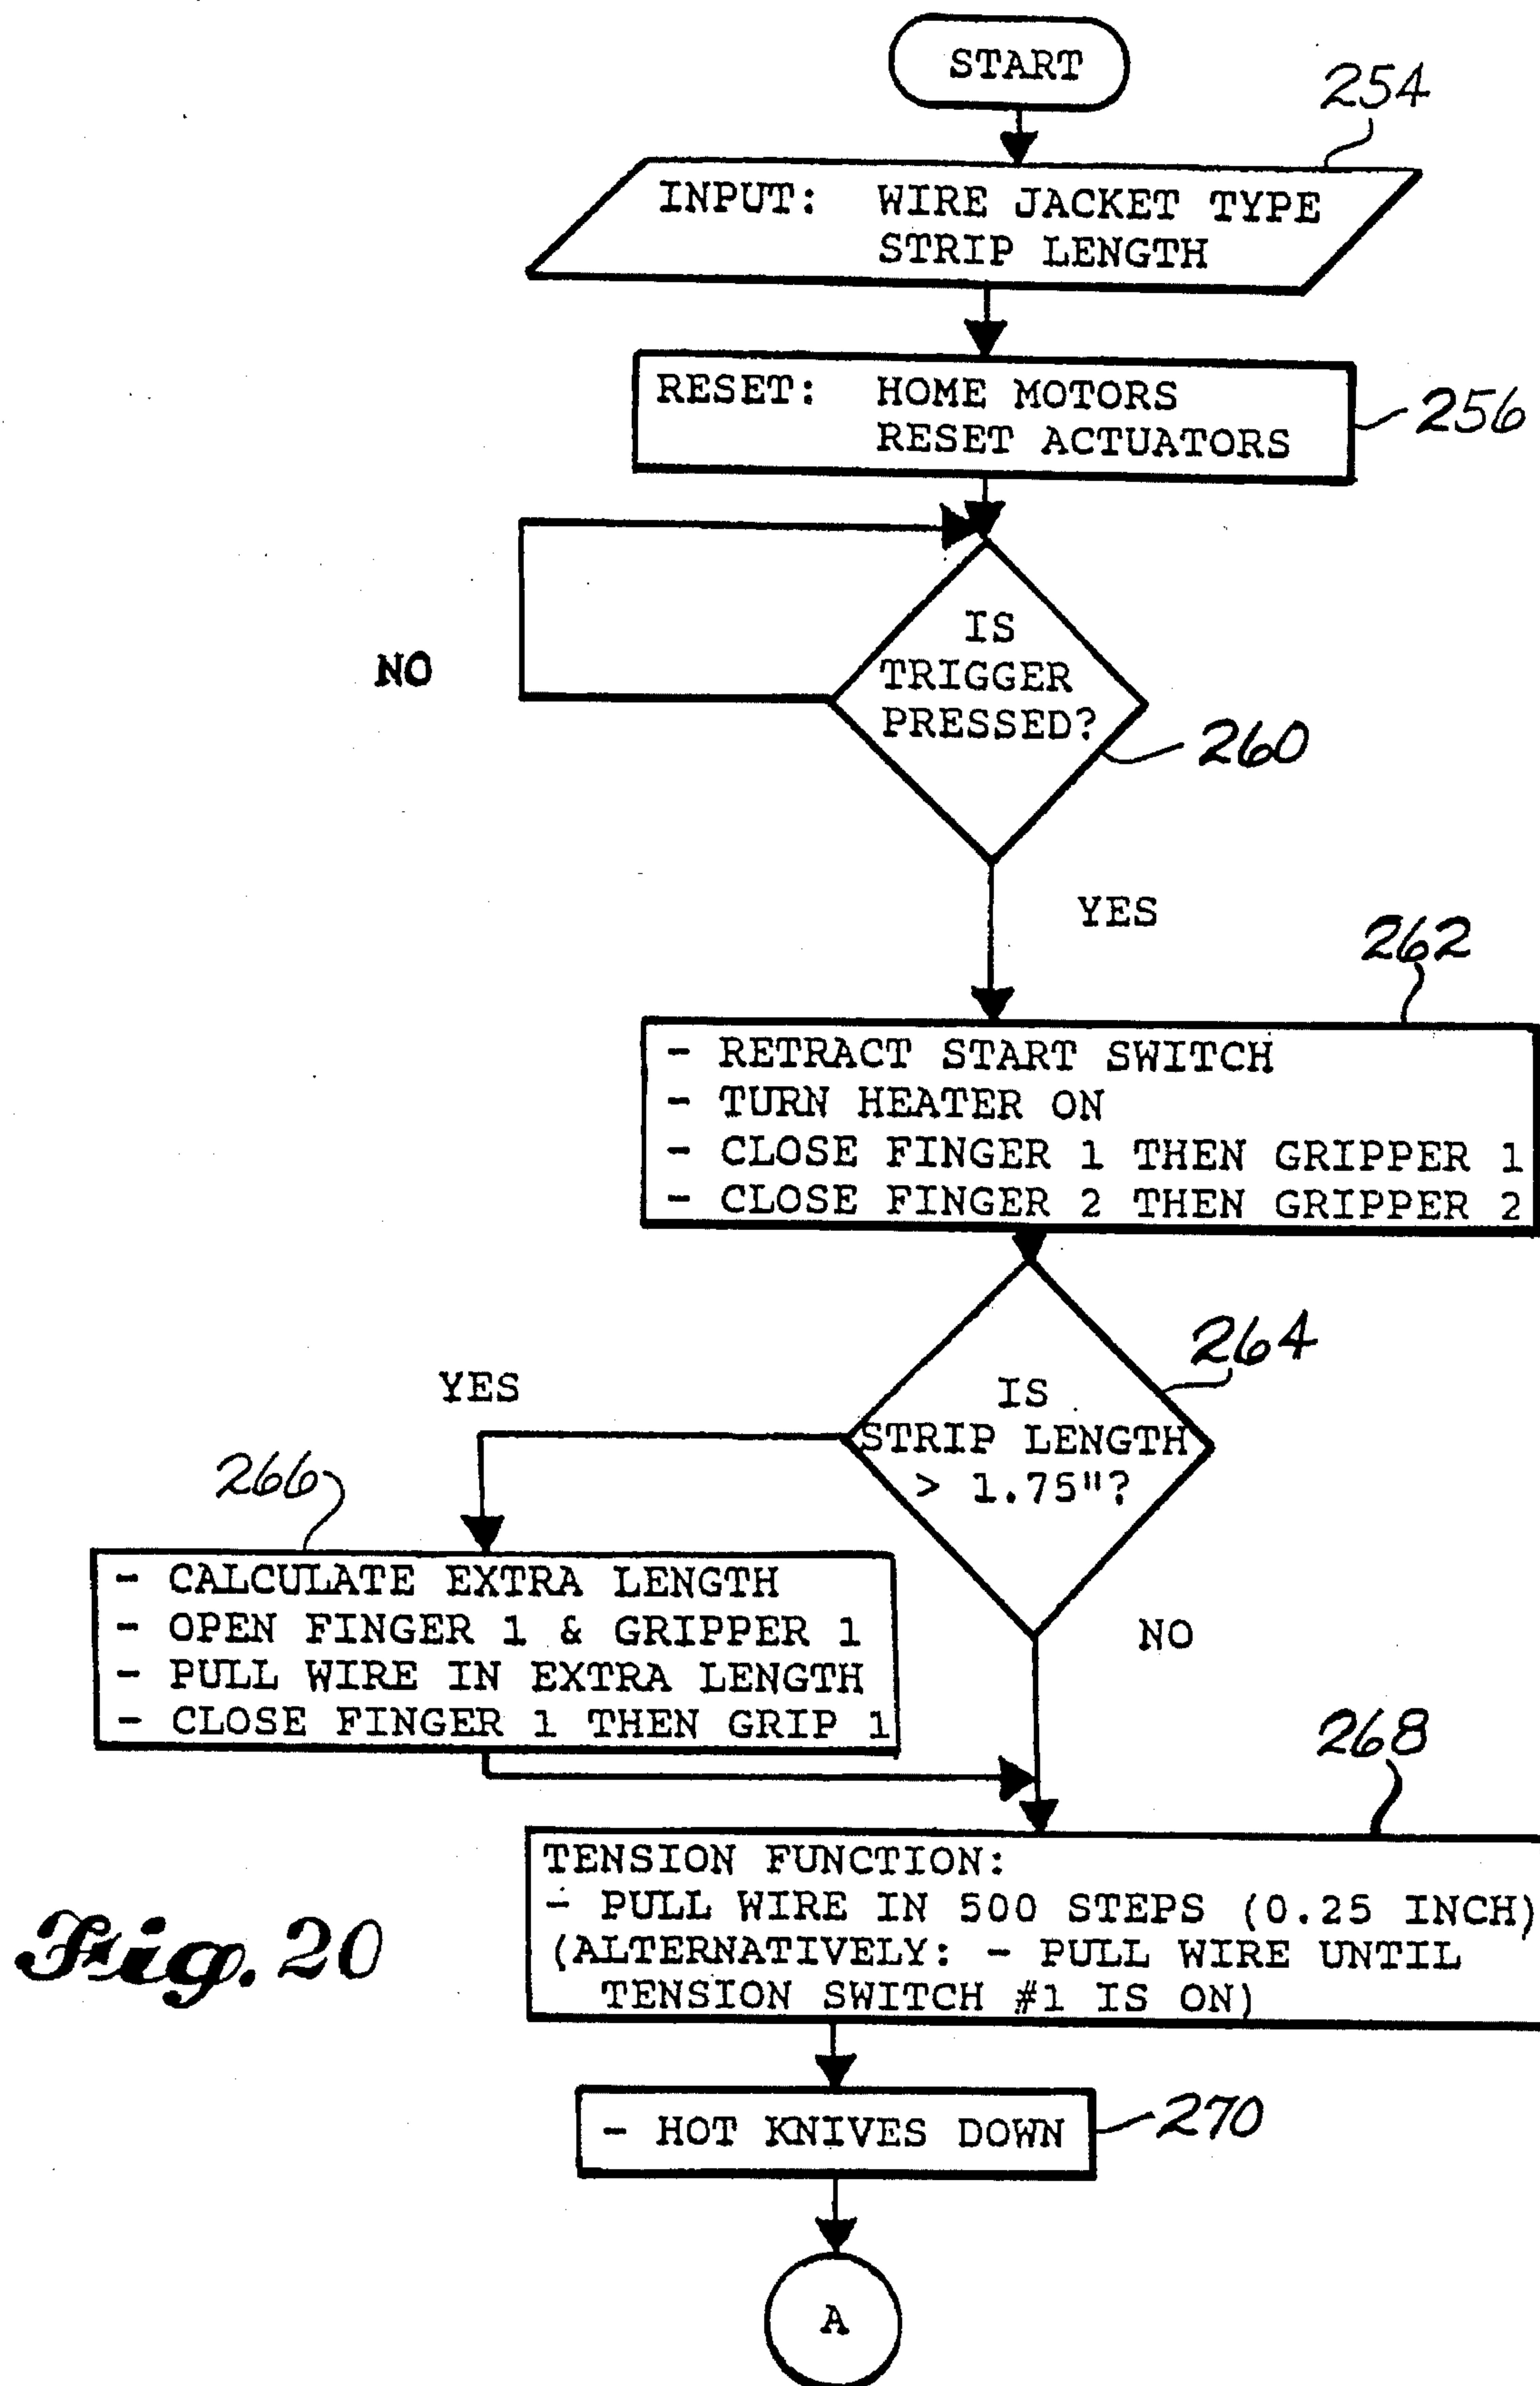 START
254
INPUT: WIRE JACKET TYPE
STRIP LENGTH
RESET: HOME MOTORS
RESET ACTUATORS
256
NO
IS
TRIGGER
PRESSED?
260
YES
262
- RETRACT START SWITCH
- TURN HEATER ON
- CLOSE FINGER 1 THEN GRIPPER 1
- CLOSE FINGER 2 THEN GRIPPER 2
264
YES
IS
STRIP LENGTH
> 1.75"?
266
- CALCULATE EXTRA LENGTH
- OPEN FINGER 1 & GRIPPER 1
- PULL WIRE IN EXTRA LENGTH
- CLOSE FINGER 1 THEN GRIP 1
NO
268
TENSION FUNCTION:
- PULL WIRE IN 500 STEPS (0.25 INCH)
(ALTERNATIVELY: - PULL WIRE UNTIL
TENSION SWITCH #1 IS ON)
Fig. 20
- HOT KNIVES DOWN
270
A